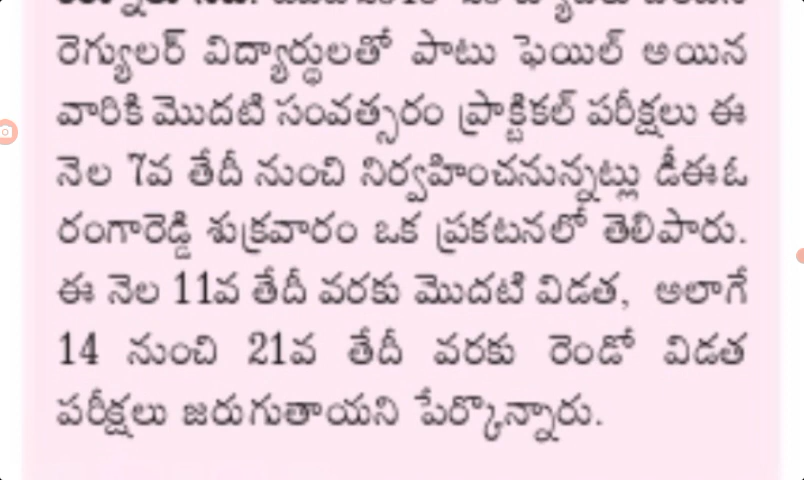 రెగ్యులర్ విద్యార్థులతో పాటు ఫెయిల్ అయిన
వారికి మొదటి సంవత్సరం ప్రాక్టికల్ పరీక్షలు ఈ
నెల 7వ తేదీ నుంచి నిర్వహించనున్నట్లు డీఈఓ
రంగారెడ్డి శుక్రవారం ఒక ప్రకటనలో తెలిపారు.
ఈ నెల 11వ తేదీ వరకు మొదటి విడత, అలాగే
14 నుంచి 21వ తేదీ వరకు రెండో విడత
పరీక్షలు జరుగుతాయని పేర్కొన్నారు.